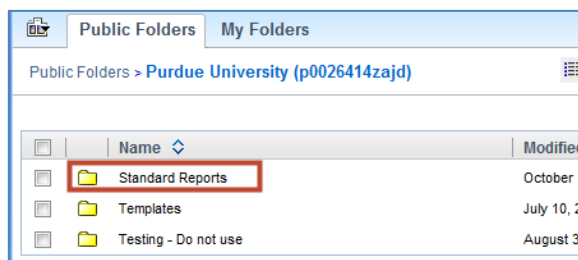 Public Folders My Folders
Public Folders > Purdue University (p0026414zajd)
Name Modified
Standard Reports October
Templates July 10, 2
Testing - Do not use August 3